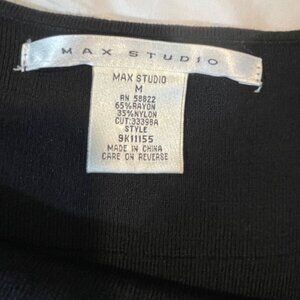 MAX STUDIO
MAX STUDIO
M
RN 59822
65%RAYON
35%NYLON
CUT:33398A
STYLE
9K11155
MADE IN CHINA
CARE ON REVERSE